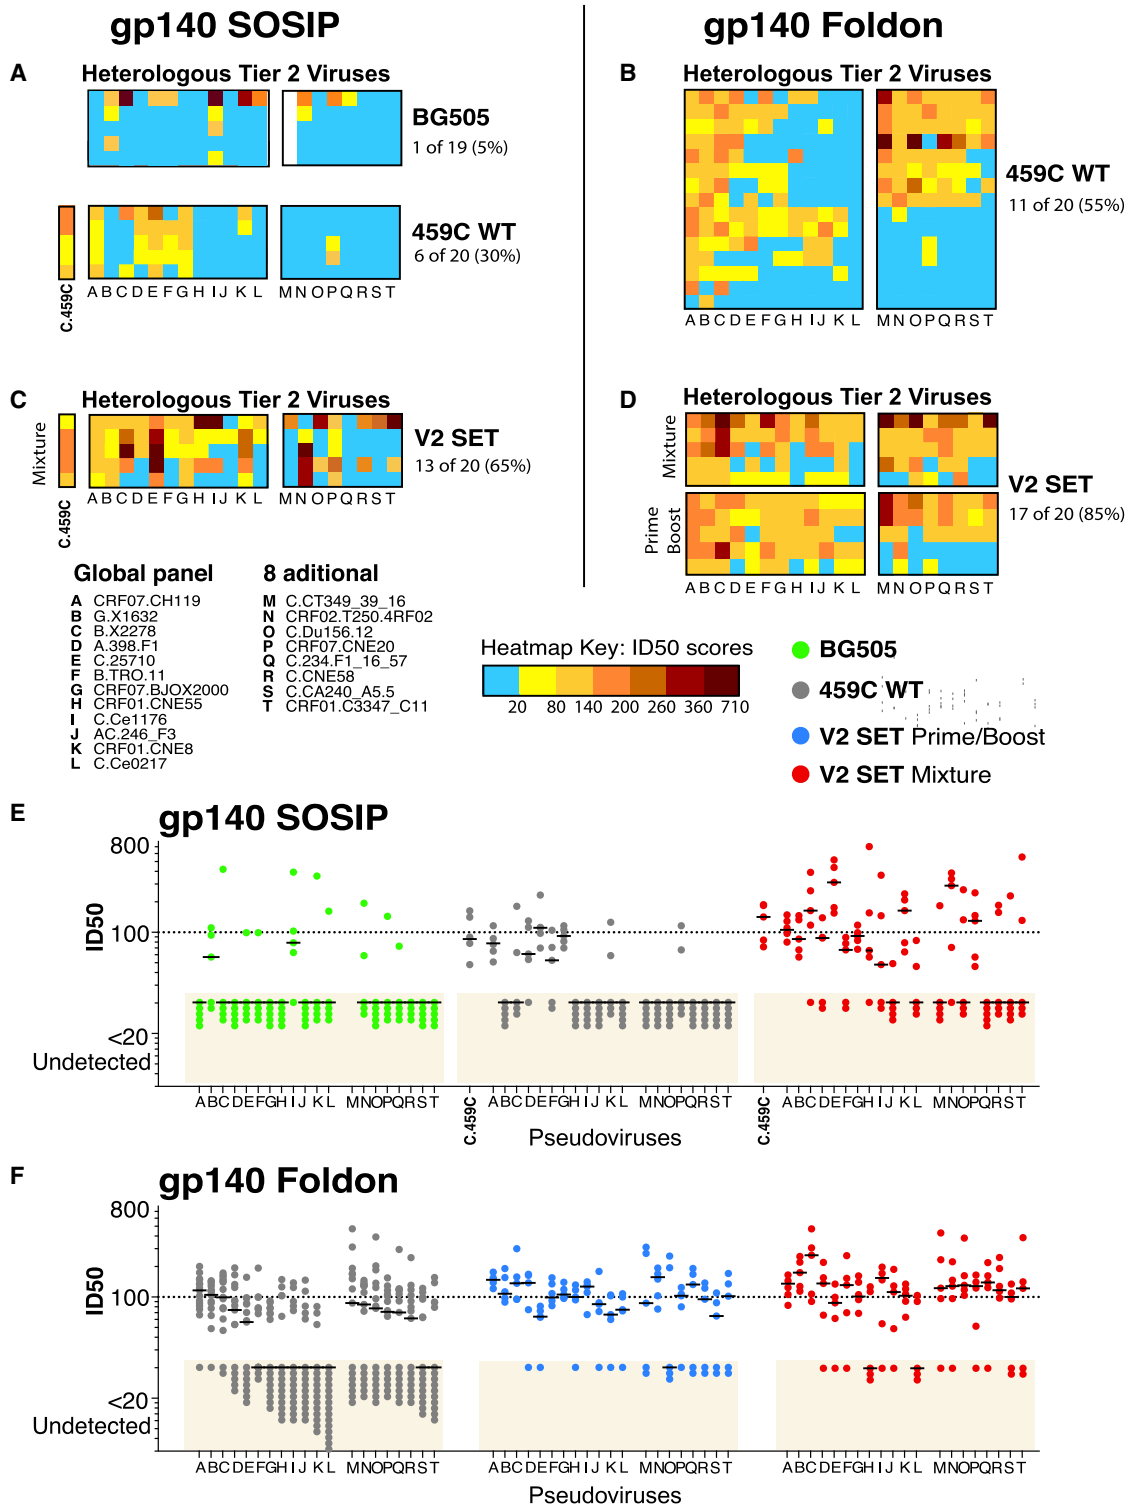 gp140 SOSIP
gp140 Foldon
A
Heterologous Tier 2 Viruses
BG505
1 of 19 (5%)
459C WT
6 of 20 (30%)
C.459C
A B C D E F G H I J K L
M N O P Q R S T
B
Heterologous Tier 2 Viruses
459C WT
11 of 20 (55%)
A B C D E F G H I J K L
M N O P Q R S T
C
Heterologous Tier 2 Viruses
Mixture
V2 SET
13 of 20 (65%)
C.459C
A B C D E F G H I J K L
M N O P Q R S T
D
Heterologous Tier 2 Viruses
Mixture
Prime
Boost
V2 SET
17 of 20 (85%)
A B C D E F G H I J K L
M N O P Q R S T
Global panel
A CRF07.CH119
B G.X1632
C B.X2278
D A.398.F1
E C.25710
F B.TRO.11
G CRF07.BJOX2000
H CRF01.CNE55
I C.Ce1176
J AC.246_F3
K CRF01.CNE8
L C.Ce0217
8 aditional
M C.CT349_39_16
N CRF02.T250.4RF02
O C.Du156.12
P CRF07.CNE20
Q C.234.F1_16_57
R C.CNE58
S C.CA240_A5.5
T CRF01.C3347_C11
Heatmap Key: ID50 scores
20 80 140 200 260 360 710
BG505
459C WT
V2 SET Prime/Boost
V2 SET Mixture
E
gp140 SOSIP
800
100
<20
Undetected
ID50
A B C D E F G H I J K L M N O P Q R S T
C.459C
A B C D E F G H I J K L M N O P Q R S T
C.459C
A B C D E F G H I J K L M N O P Q R S T
Pseudoviruses
F
gp140 Foldon
800
100
<20
Undetected
ID50
A B C D E F G H I J K L M N O P Q R S T
A B C D E F G H I J K L M N O P Q R S T
A B C D E F G H I J K L M N O P Q R S T
Pseudoviruses